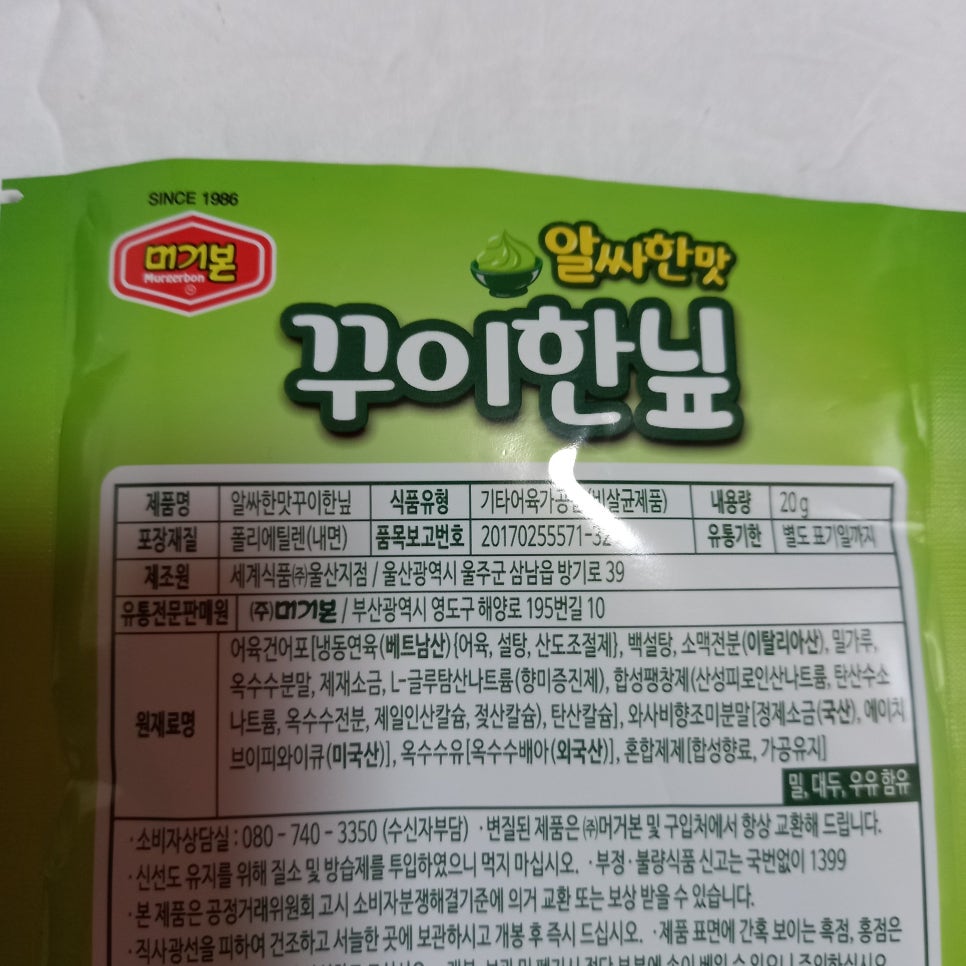 SINCE 1986
머거본
Murgerbon
알싸한맛
꾸이한닢
제품명 알싸한맛꾸이한닢 식품유형 기타어육가공품(비살균제품) 내용량 20g
포장재질 폴리에틸렌(내면) 품목보고번호 20170255571-32 유통기한 별도 표기일까지
제조원 세계식품㈜울산지점 / 울산광역시 울주군 삼남읍 방기로 39
유통전문판매원 (주)머거본 / 부산광역시 영도구 해양로 195번길 10
원재료명
어육건어포[냉동연육(베트남산){어육, 설탕, 산도조절제}, 백설탕, 소맥전분(이탈리아산), 밀가루,
옥수수분말, 제재소금, L-글루탐산나트륨(향미증진제), 합성팽창제(산성피로인산나트륨, 탄산수소
나트륨, 옥수수전분, 제일인산칼슘, 젖산칼슘), 탄산칼슘], 와사비향조미분말[정제소금(국산), 에이치
브이피와이큐(미국산)], 옥수수유[옥수수배아(외국산)], 혼합제제[합성향료, 가공유지]
밀, 대두, 우유 함유
·소비자상담실 : 080 - 740 - 3350 (수신자부담) ·변질된 제품은 ㈜머거본 및 구입처에서 항상 교환해 드립니다.
·신선도 유지를 위해 질소 및 방습제를 투입하였으니 먹지 마십시오. ·부정·불량식품 신고는 국번없이 1399
·본 제품은 공정거래위원회 고시 소비자분쟁해결기준에 의거 교환 또는 보상 받을 수 있습니다.
·직사광선을 피하여 건조하고 서늘한 곳에 보관하시고 개봉 후 즉시 드십시오. ·제품 표면에 간혹 보이는 흑점, 홍점은